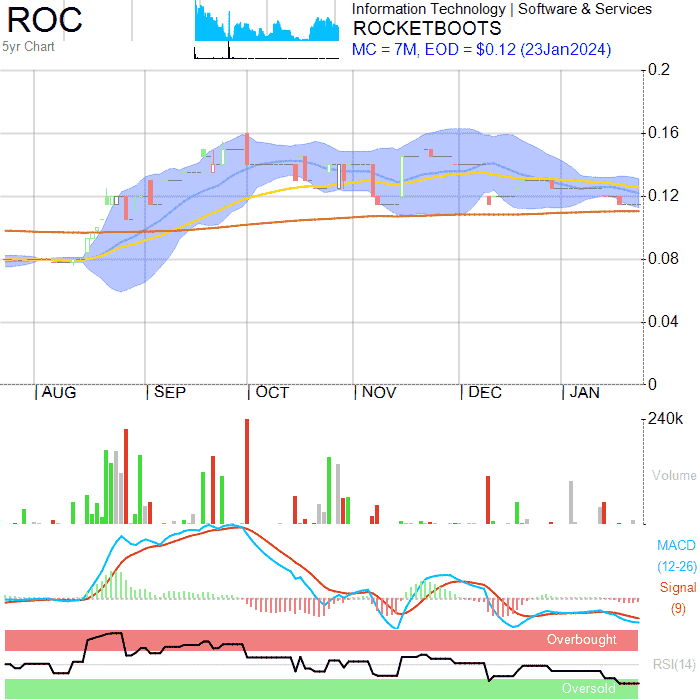 ROC
5yr Chart
Information Technology | Software & Services
ROCKETBOOTS
MC = 7M, EOD = $0.12 (23Jan2024)
0.2
0.16
0.12
0.08
0.04
0
| AUG | SEP | OCT | NOV | DEC | JAN
240k
Volume
MACD
(12-26)
Signal
(9)
Overbought
RSI(14)
Oversold